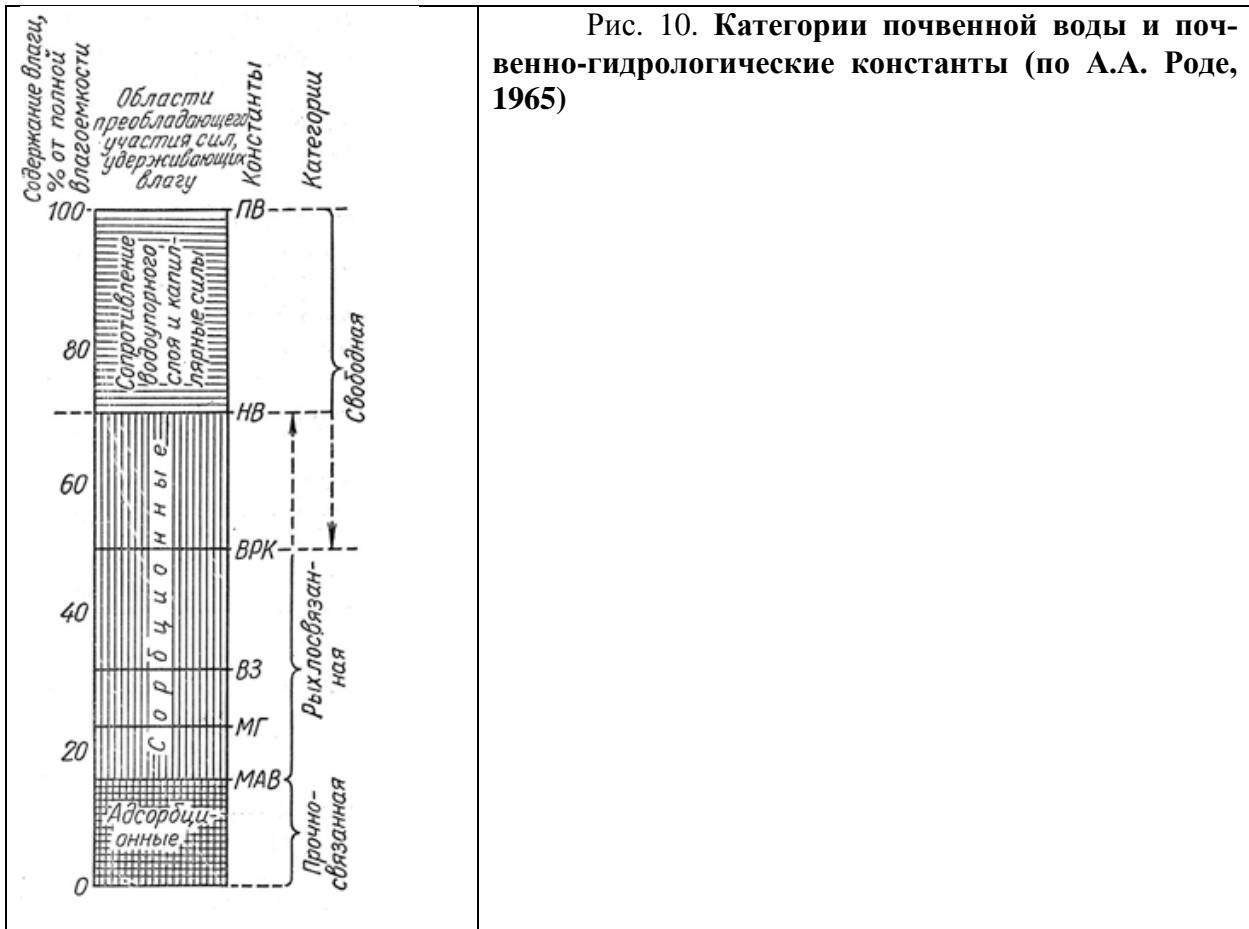 Содержание влаги,
% от полной
влагоемкости
Области
преобладающего
участия сил,
удерживающих
влагу
Константы
Категории
100
ПВ
Сопротивление
водоупорного
слоя и капил-
лярные силы
80
Свободная
НВ
60
Сорбционные
ВРК
40
Рыхлосвязан-
ная
ВЗ
МГ
20
МАВ
Адсорбци-
онные
Прочно-
связанная
0
Рис. 10. Категории почвенной воды и поч-
венно-гидрологические константы (по А.А. Роде,
1965)